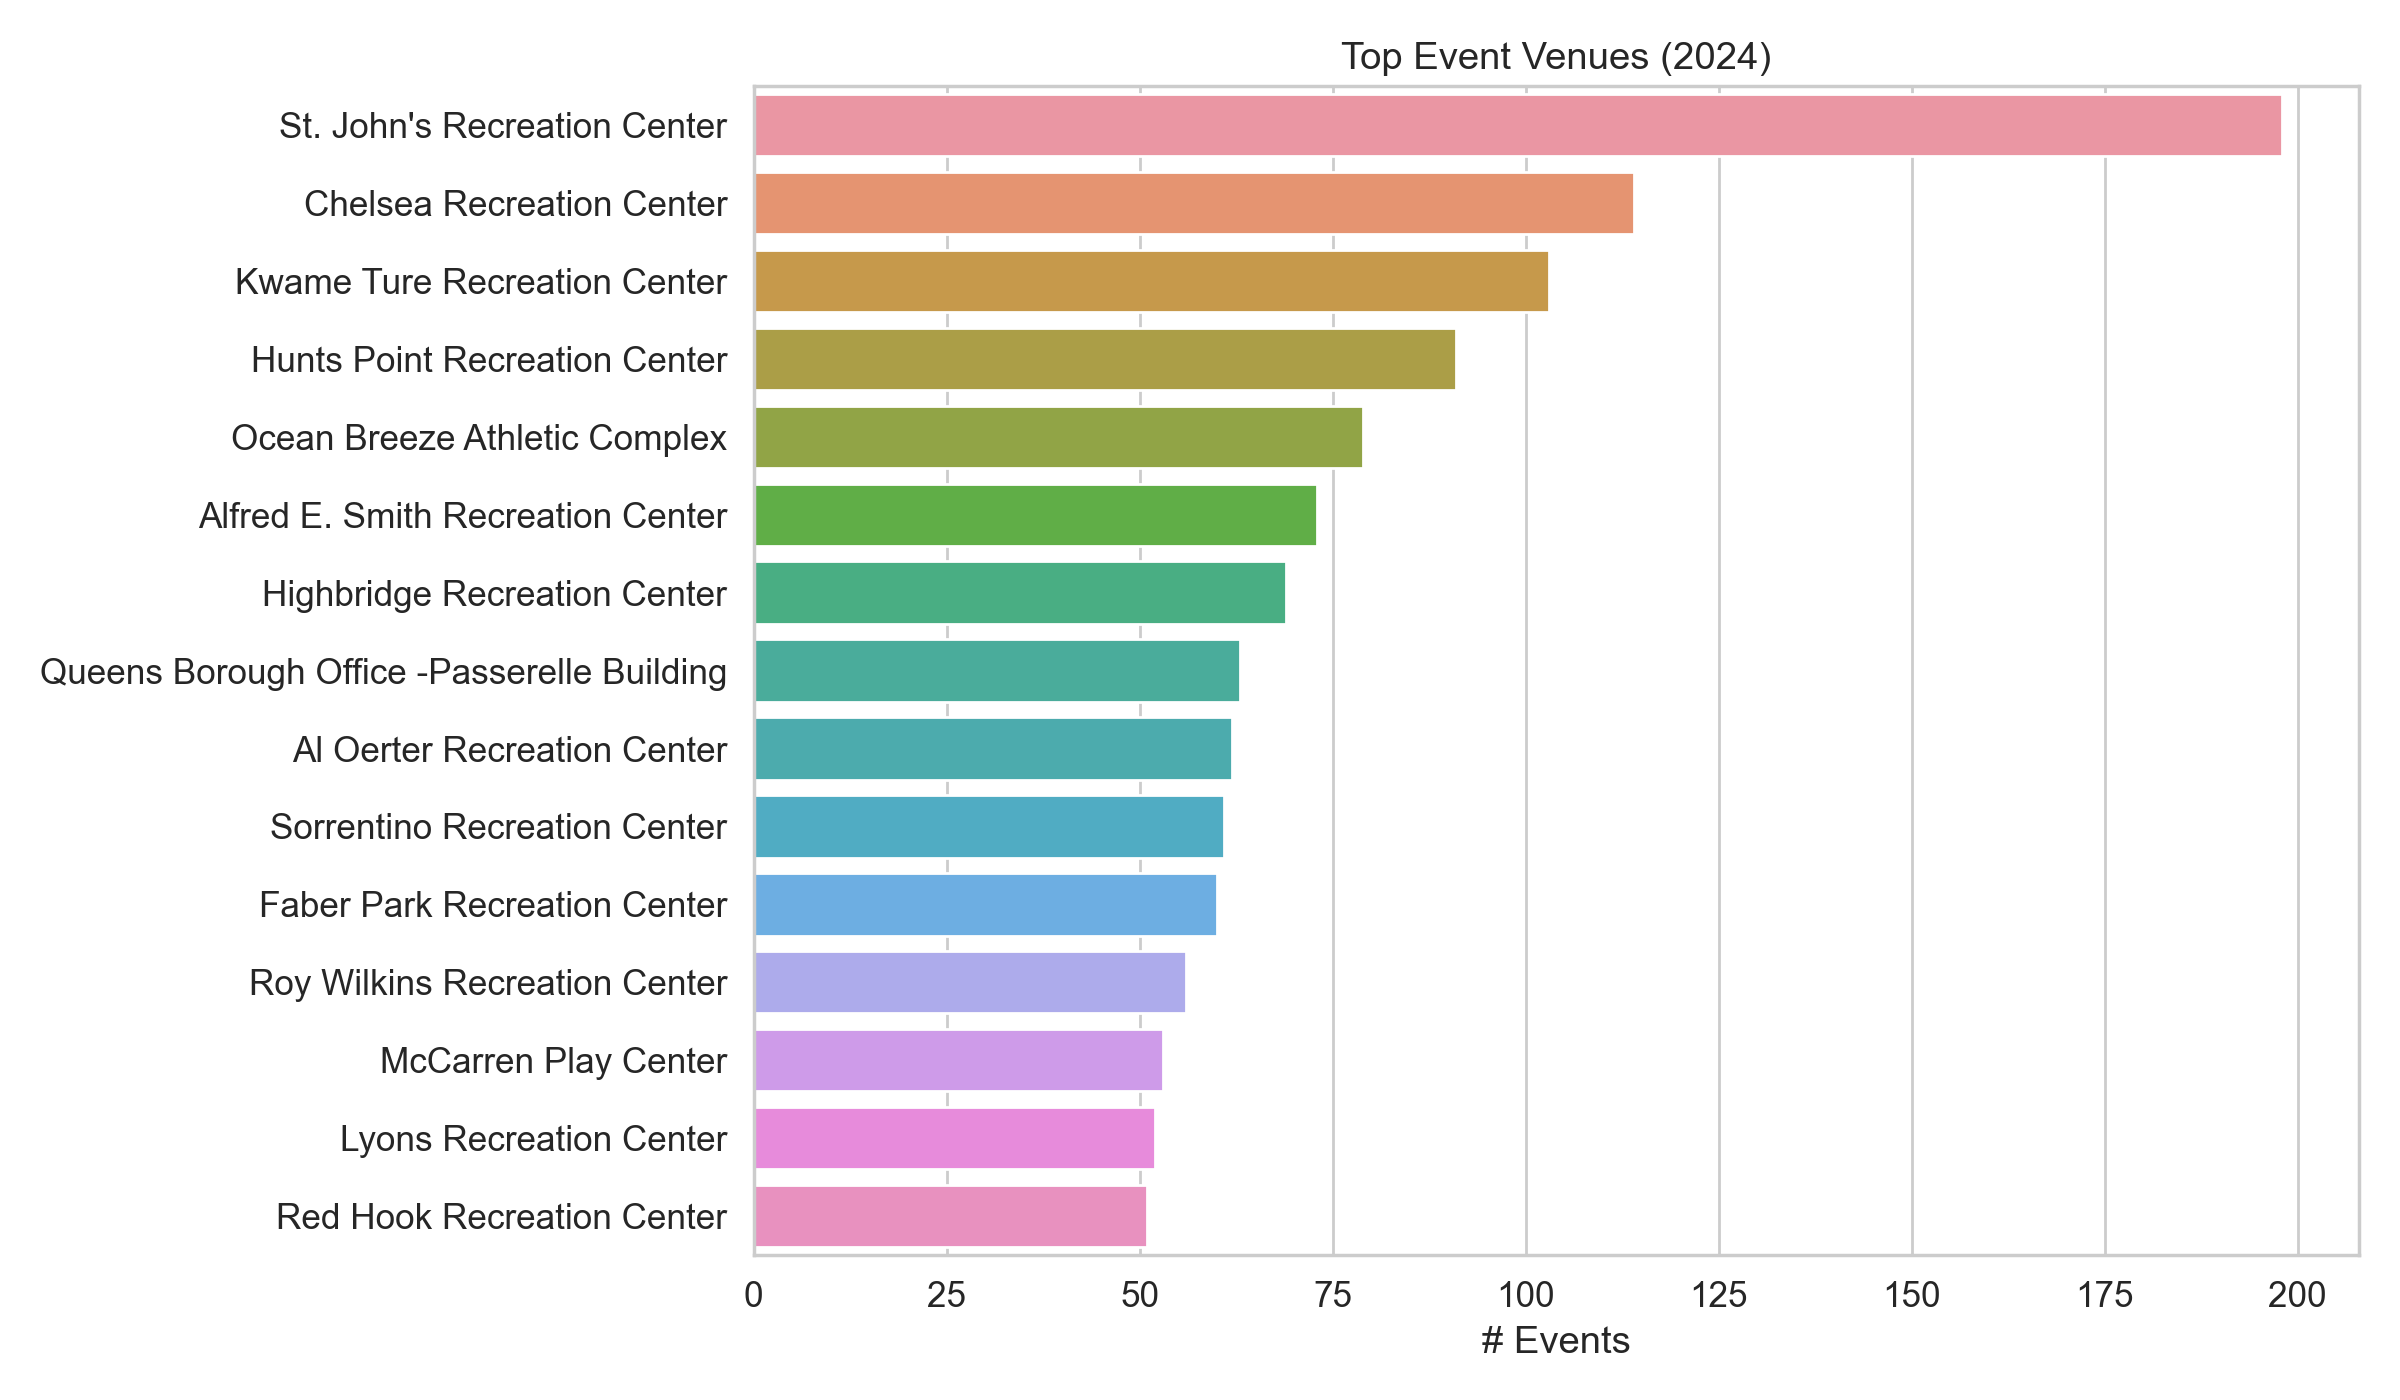 Top Event Venues (2024)
St. John's Recreation Center
Chelsea Recreation Center
Kwame Ture Recreation Center
Hunts Point Recreation Center
Ocean Breeze Athletic Complex
Alfred E. Smith Recreation Center
Highbridge Recreation Center
Queens Borough Office -Passerelle Building
Al Oerter Recreation Center
Sorrentino Recreation Center
Faber Park Recreation Center
Roy Wilkins Recreation Center
McCarren Play Center
Lyons Recreation Center
Red Hook Recreation Center
0 25 50 75 100 125 150 175 200
# Events